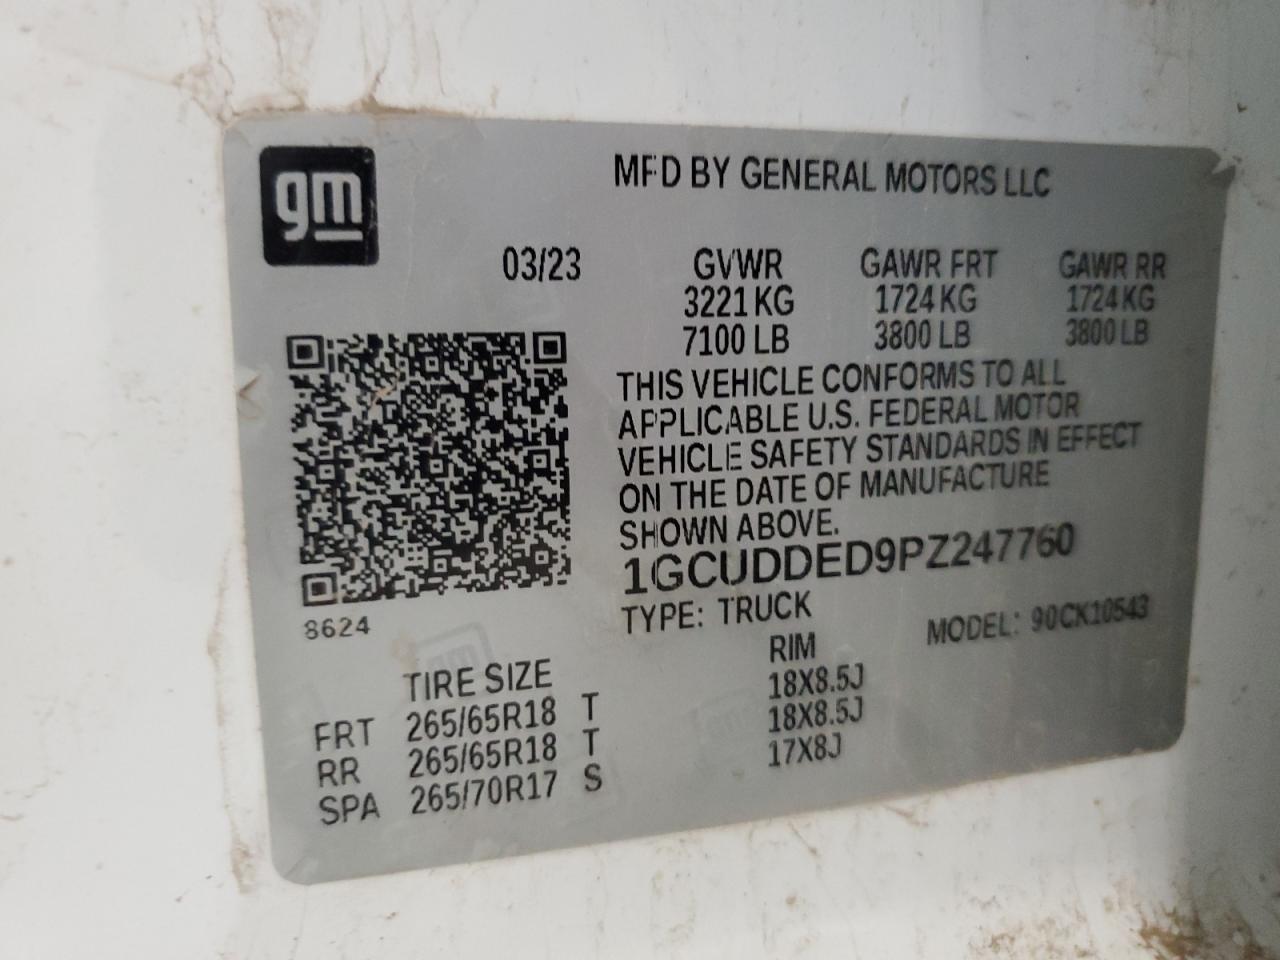 gm
MFD BY GENERAL MOTORS LLC
03/23 GVWR GAWR FRT GAWR RR
3221 KG 1724 KG 1724 KG
7100 LB 3800 LB 3800 LB
THIS VEHICLE CONFORMS TO ALL
APPLICABLE U.S. FEDERAL MOTOR
VEHICLE SAFETY STANDARDS IN EFFECT
ON THE DATE OF MANUFACTURE
SHOWN ABOVE.
1GCUDDED9PZ247760
8624
TYPE: TRUCK MODEL: 90CK10543
TIRE SIZE RIM
FRT 265/65R18 T 18X8.5J
RR 265/65R18 T 18X8.5J
SPA 265/70R17 S 17X8J